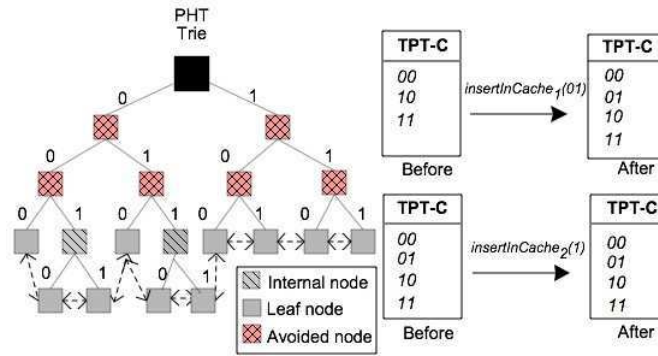 PHT
Trie
0 1
0 1 0 1
0 1 0 1 0 1 0 1
0 1 0 1
Internal node
Leaf node
Avoided node
TPT-C
00
10
11
Before
insertInCache1(01)
TPT-C
00
01
10
11
After
TPT-C
00
01
10
11
Before
insertInCache2(1)
TPT-C
00
01
10
11
After